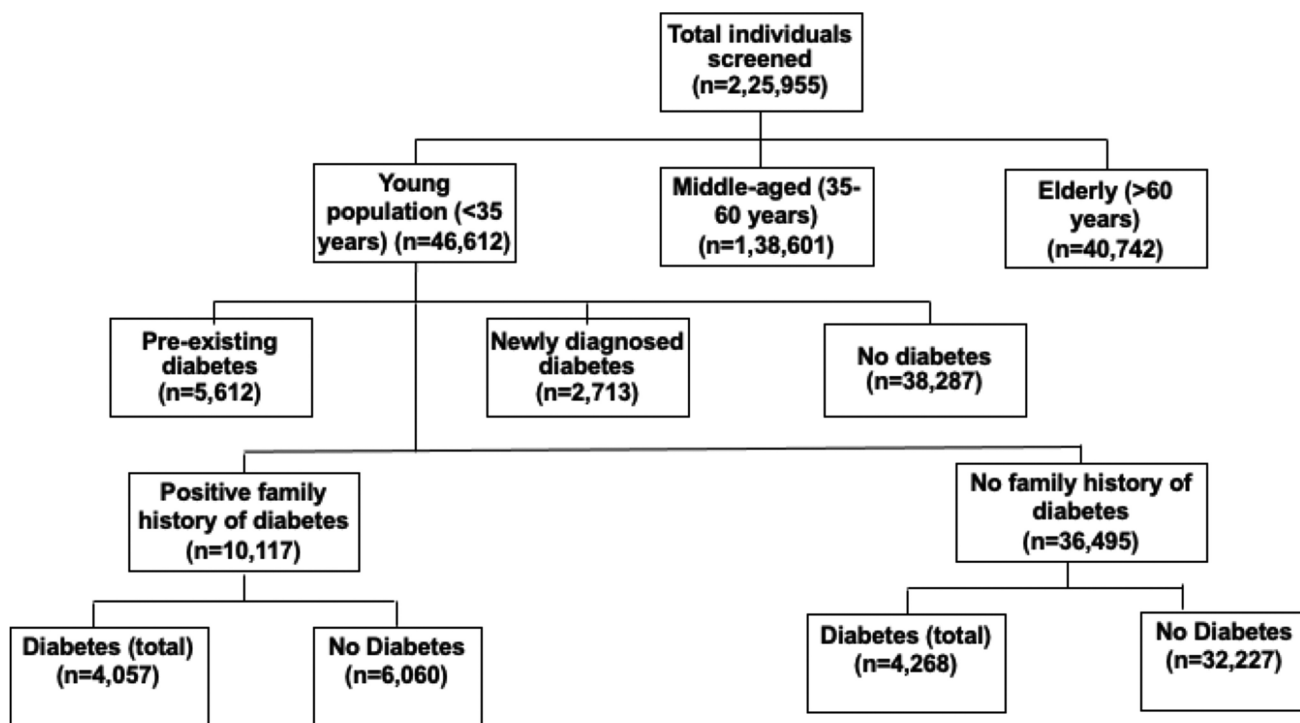 Total individuals
screened
(n=2,25,955)
Young
population (<35
years) (n=46,612)
Middle-aged (35-
60 years)
(n=1,38,601)
Elderly (>60
years)
(n=40,742)
Pre-existing
diabetes
(n=5,612)
Newly diagnosed
diabetes
(n=2,713)
No diabetes
(n=38,287)
Positive family
history of diabetes
(n=10,117)
No family history of
diabetes
(n=36,495)
Diabetes (total)
(n=4,057)
No Diabetes
(n=6,060)
Diabetes (total)
(n=4,268)
No Diabetes
(n=32,227)